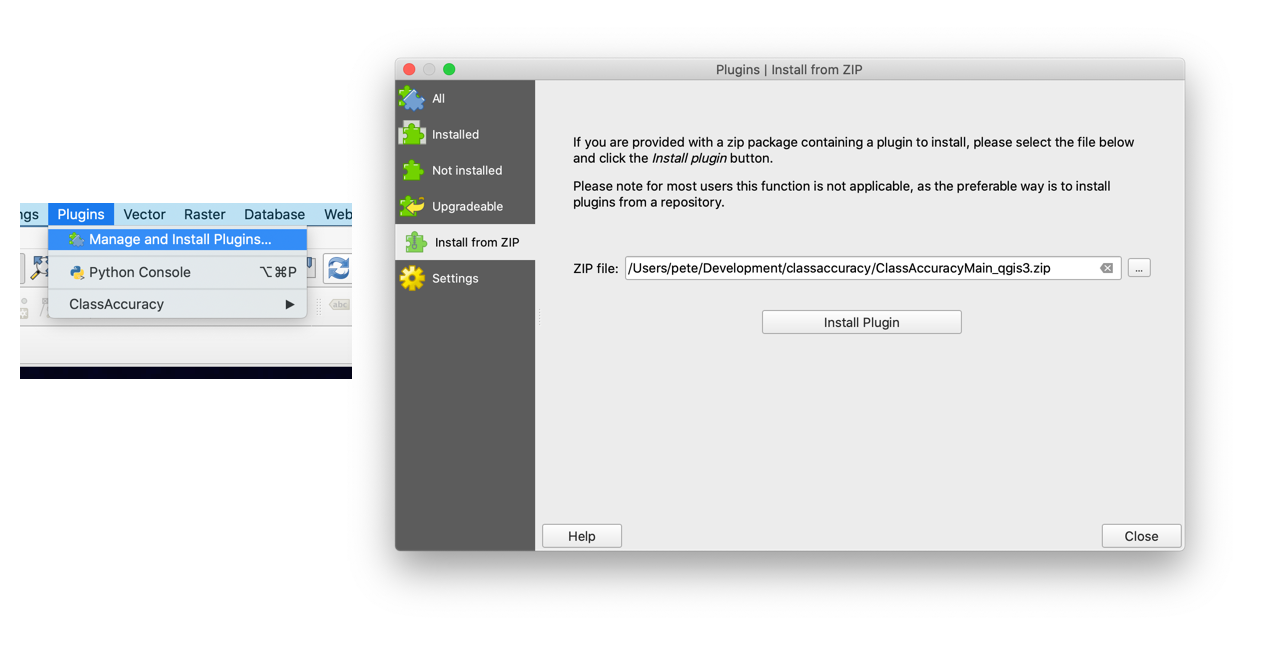 ngs Plugins Vector Raster Database Web
Manage and Install Plugins...
Python Console ⌥⌘P
ClassAccuracy ▶
abc
Plugins | Install from ZIP
All
Installed
Not installed
Upgradeable
Install from ZIP
Settings
If you are provided with a zip package containing a plugin to install, please select the file below
and click the Install plugin button.
Please note for most users this function is not applicable, as the preferable way is to install
plugins from a repository.
ZIP file: /Users/pete/Development/classaccuracy/ClassAccuracyMain_qgis3.zip ...
Install Plugin
Help
Close